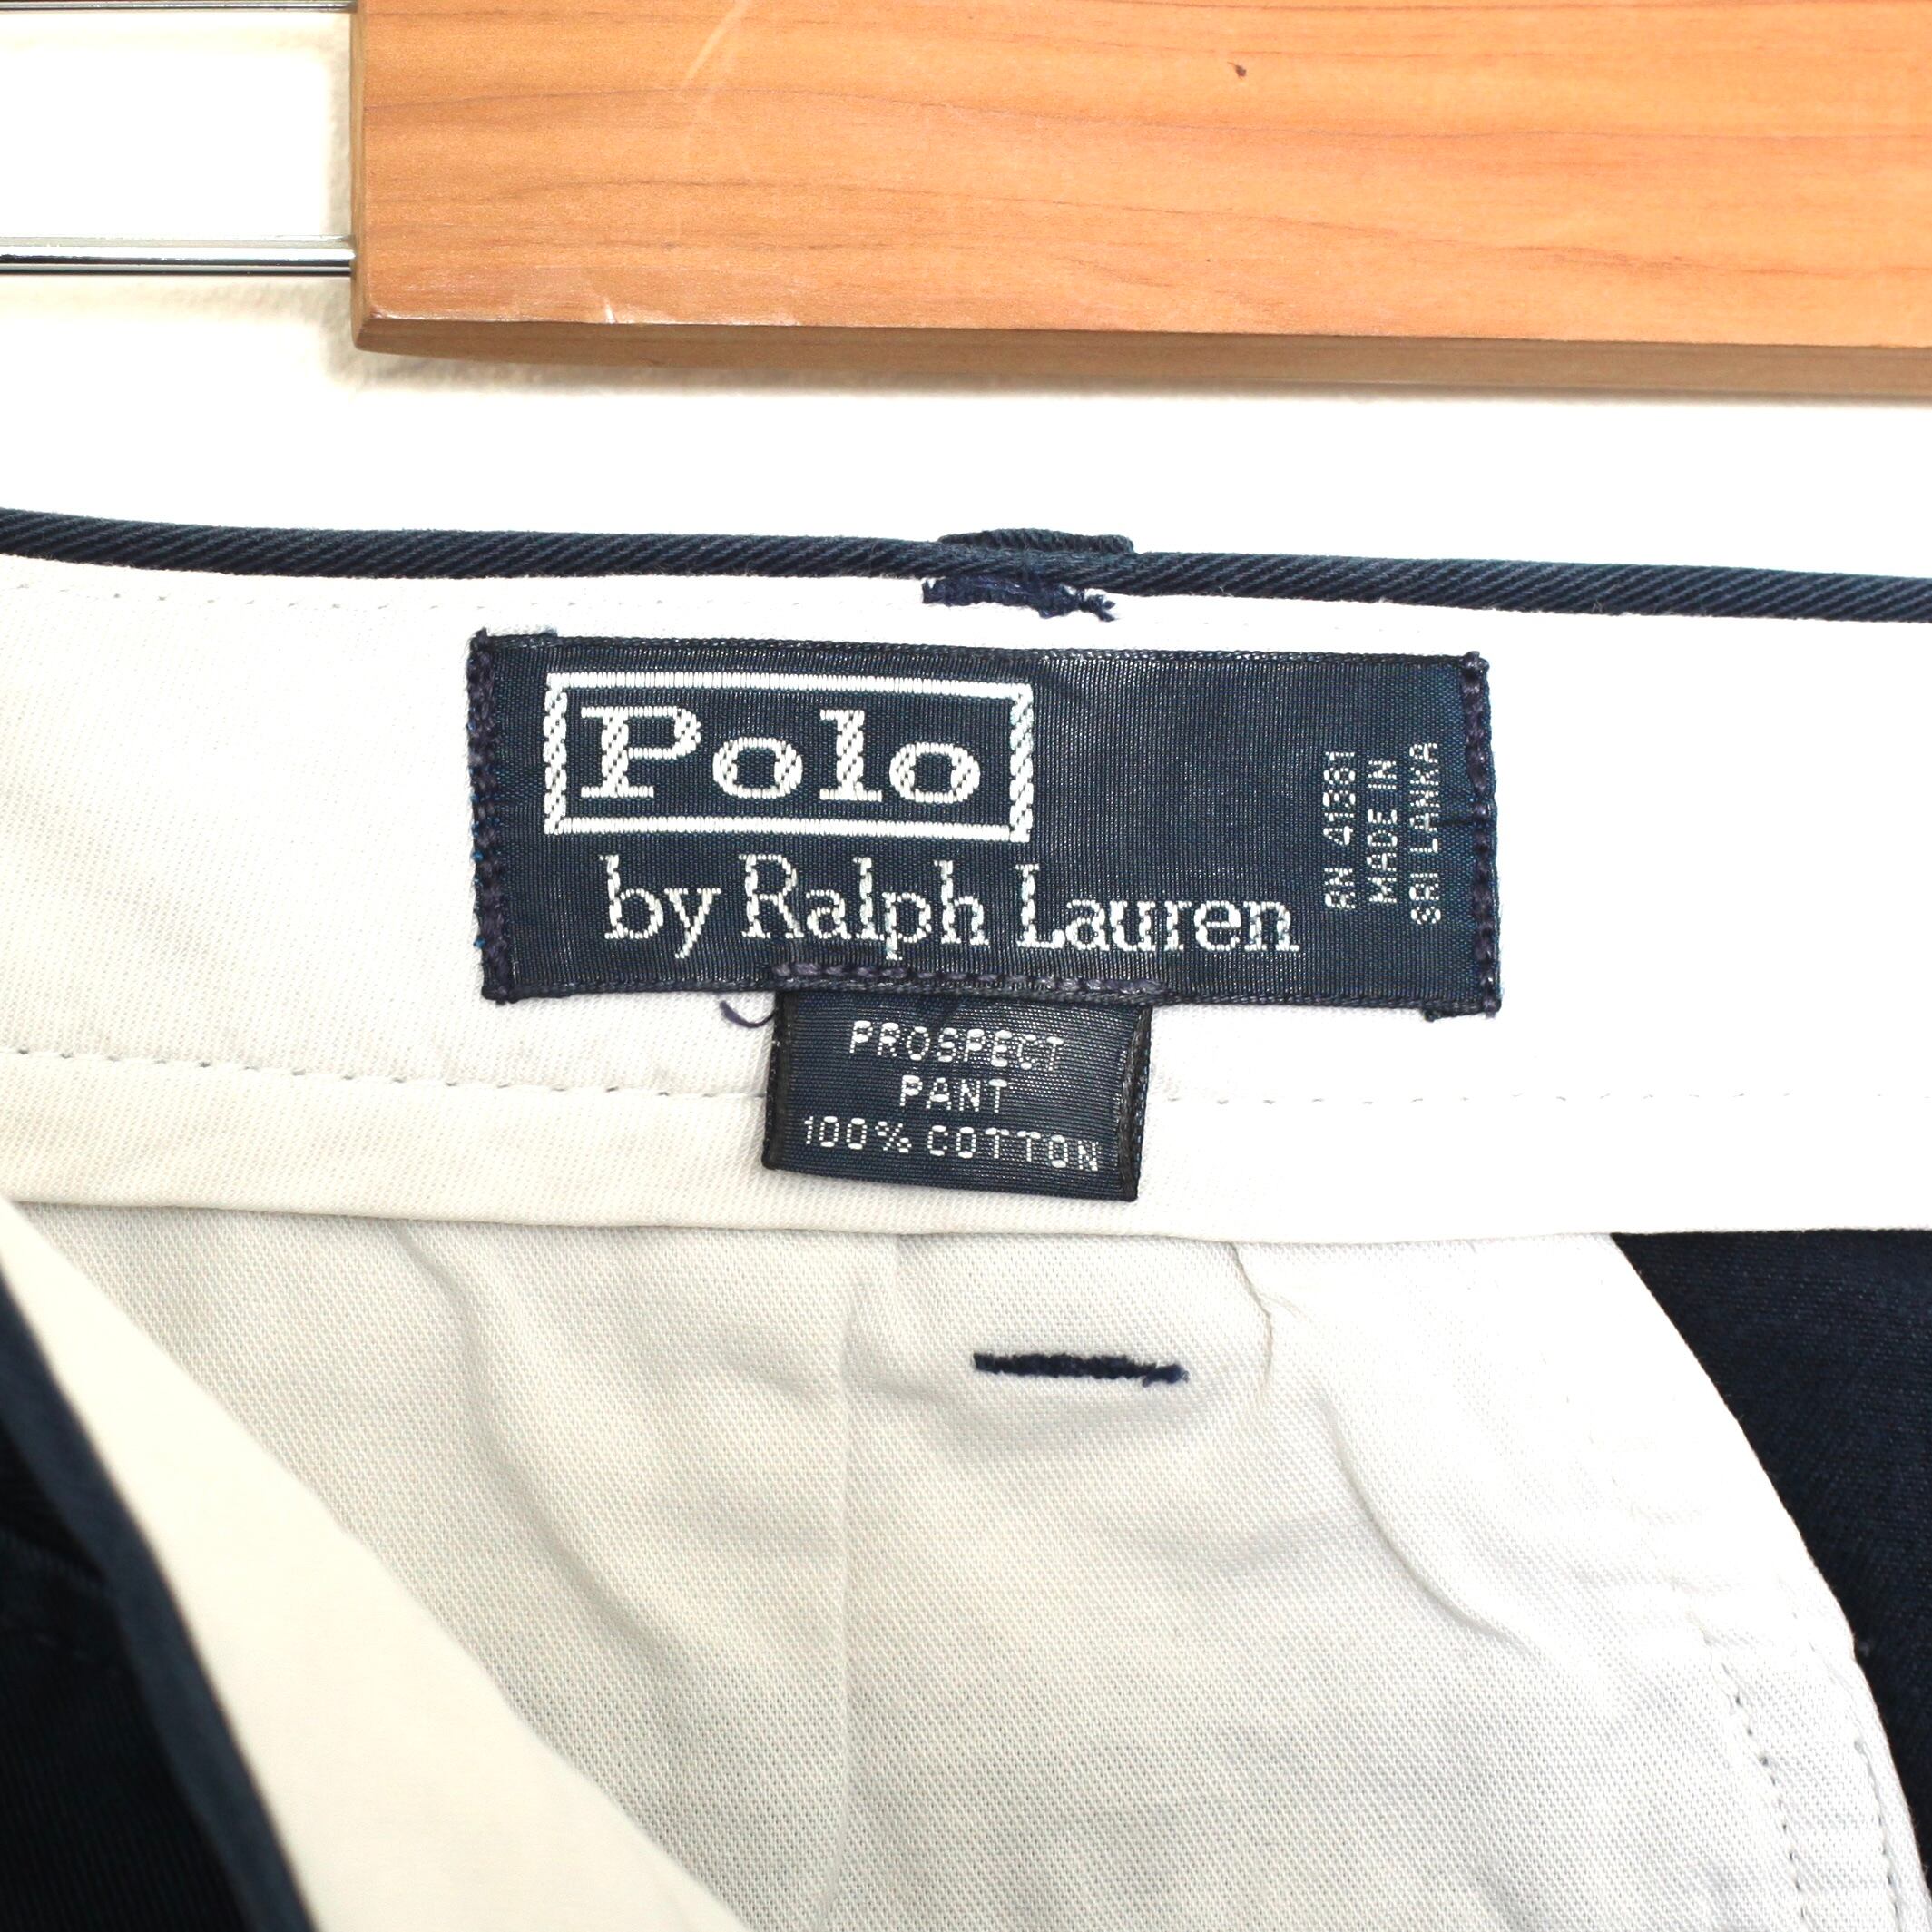 Polo
by Ralph Lauren
RN 41381
MADE IN
SRI LANKA
PROSPECT
PANT
100% COTTON